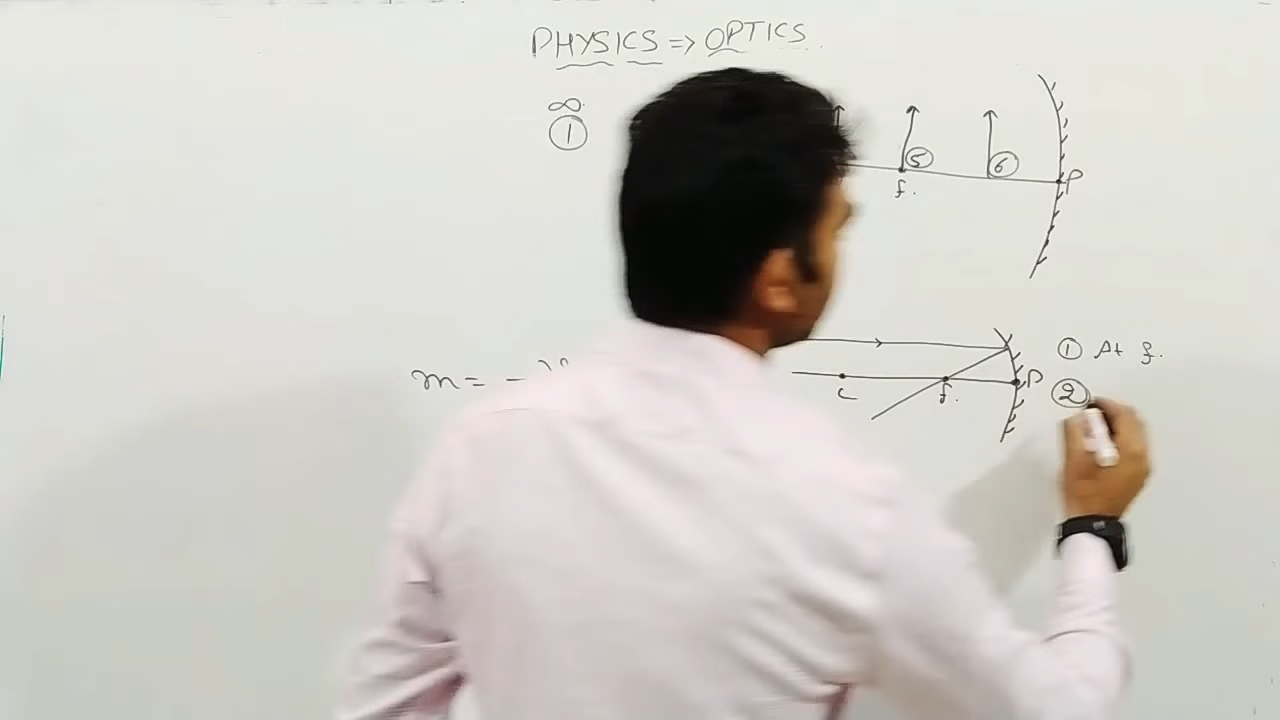 PHYSICS ⇒ OPTICS
∞
①
⑤ ⑥
f. P
① At f.
m = -
c f. P
②